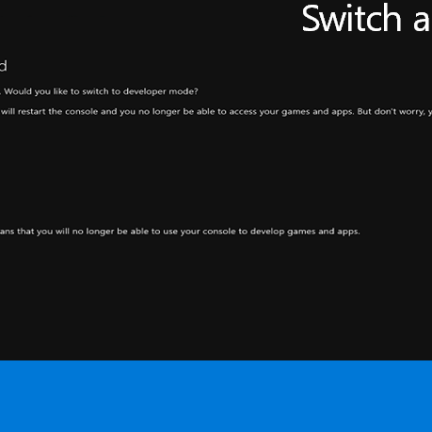 Switch a
d
. Would you like to switch to developer mode?
will restart the console and you no longer be able to access your games and apps. But don't worry, y
ans that you will no longer be able to use your console to develop games and apps.